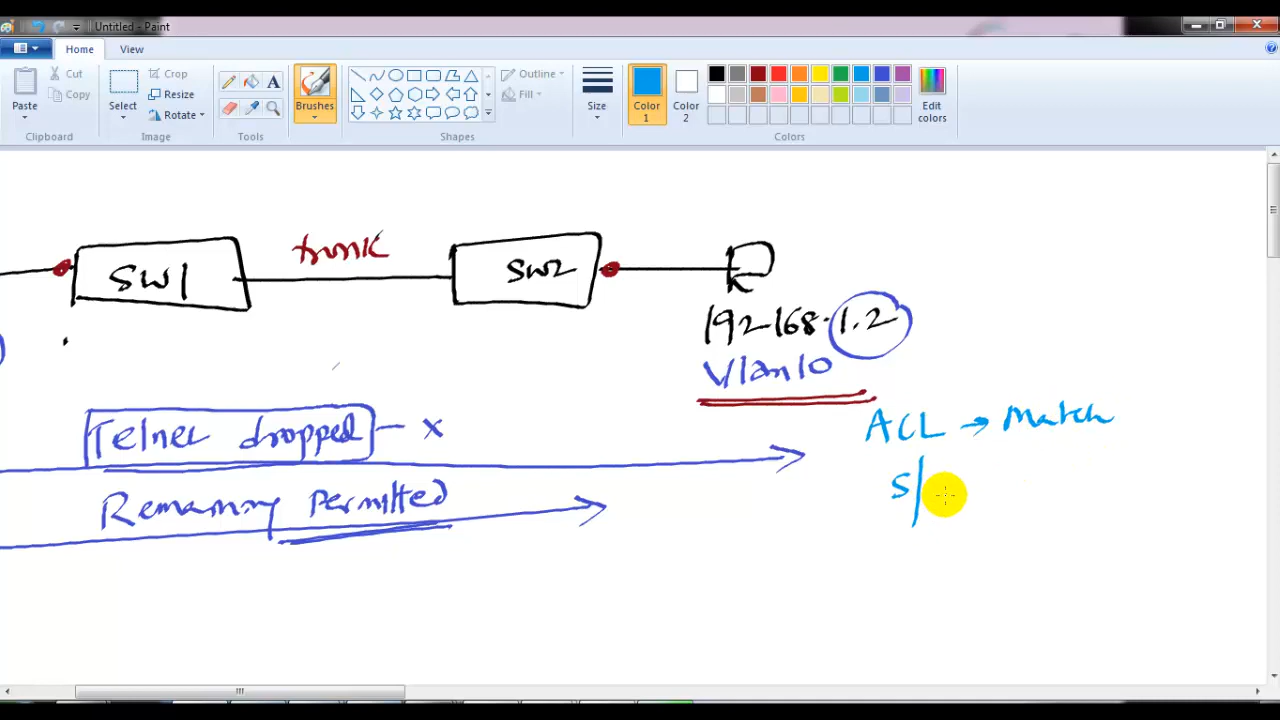 Untitled - Paint
Home View
Paste Cut Copy Select Crop Resize Rotate Brushes Outline Fill Size Color 1 Color 2 Edit colors
Clipboard Image Tools Shapes Colors
trunk
SW1 SW2
192.168.1.2
Vlan10
Telnet dropped - x ACL → Match
Remaining permitted S/